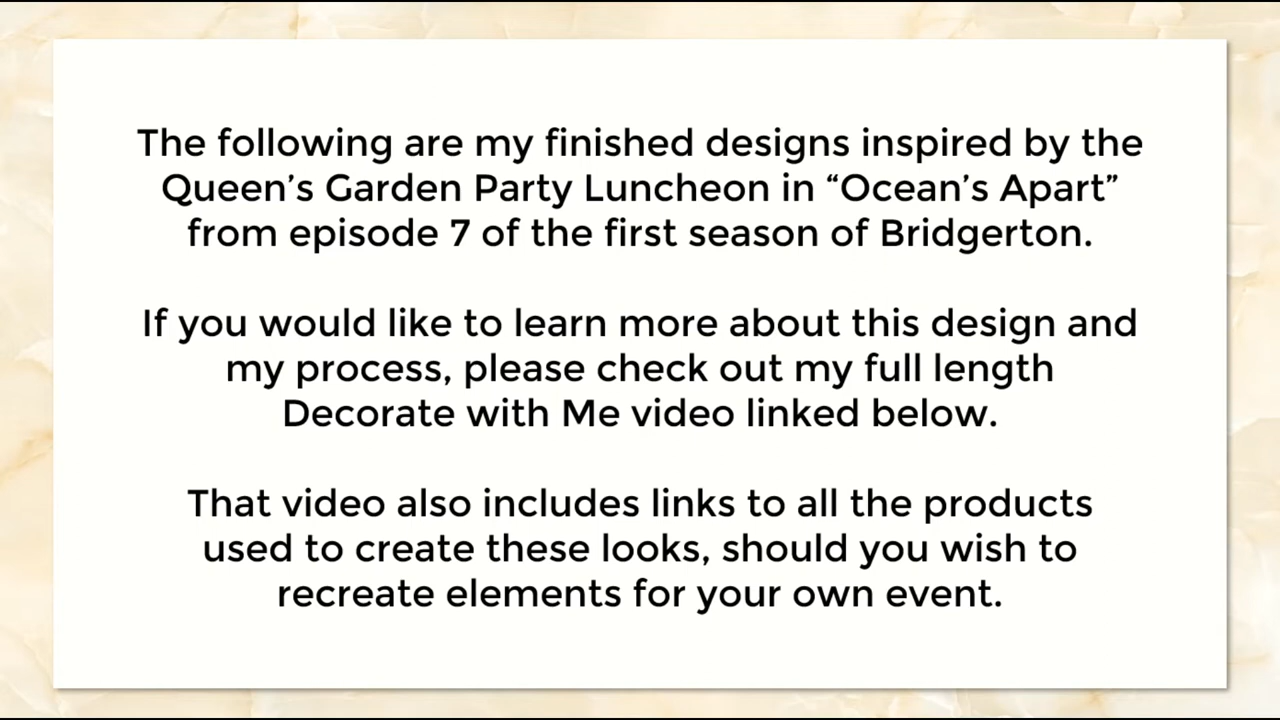 The following are my finished designs inspired by the
Queen’s Garden Party Luncheon in “Ocean’s Apart”
from episode 7 of the first season of Bridgerton.
If you would like to learn more about this design and
my process, please check out my full length
Decorate with Me video linked below.
That video also includes links to all the products
used to create these looks, should you wish to
recreate elements for your own event.